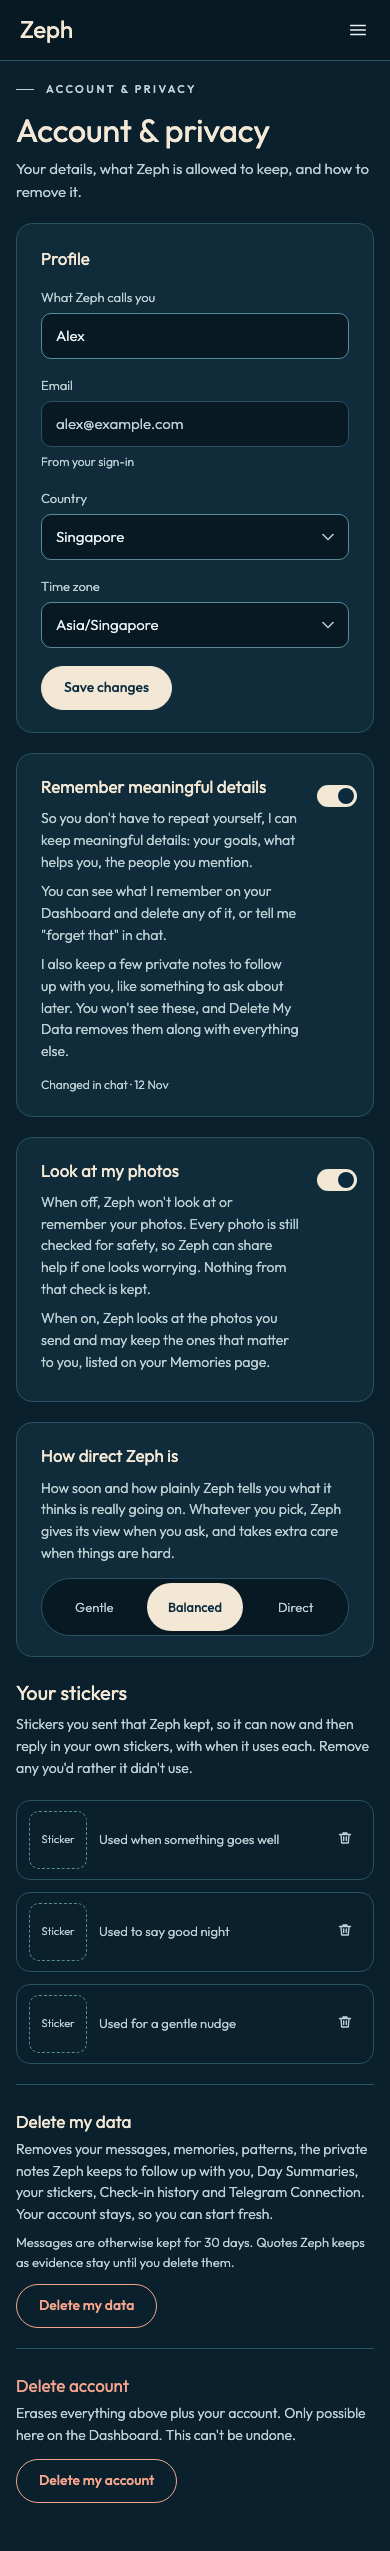 Zeph
ACCOUNT & PRIVACY
Account & privacy
Your details, what Zeph is allowed to keep, and how to
remove it.
Profile
What Zeph calls you
Alex
Email
alex@example.com
From your sign-in
Country
Singapore
Time zone
Asia/Singapore
Save changes
Remember meaningful details
So you don't have to repeat yourself, I can
keep meaningful details: your goals, what
helps you, the people you mention.
You can see what I remember on your
Dashboard and delete any of it, or tell me
"forget that" in chat.
I also keep a few private notes to follow
up with you, like something to ask about
later. You won't see these, and Delete My
Data removes them along with everything
else.
Changed in chat · 12 Nov
Look at my photos
When off, Zeph won't look at or
remember your photos. Every photo is still
checked for safety, so Zeph can share
help if one looks worrying. Nothing from
that check is kept.
When on, Zeph looks at the photos you
send and may keep the ones that matter
to you, listed on your Memories page.
How direct Zeph is
How soon and how plainly Zeph tells you what it
thinks is really going on. Whatever you pick, Zeph
gives its view when you ask, and takes extra care
when things are hard.
Gentle
Balanced
Direct
Your stickers
Stickers you sent that Zeph kept, so it can now and then
reply in your own stickers, with when it uses each. Remove
any you'd rather it didn't use.
Sticker
Used when something goes well
Sticker
Used to say good night
Sticker
Used for a gentle nudge
Delete my data
Removes your messages, memories, patterns, the private
notes Zeph keeps to follow up with you, Day Summaries,
your stickers, Check-in history and Telegram Connection.
Your account stays, so you can start fresh.
Messages are otherwise kept for 30 days. Quotes Zeph keeps
as evidence stay until you delete them.
Delete my data
Delete account
Erases everything above plus your account. Only possible
here on the Dashboard. This can't be undone.
Delete my account